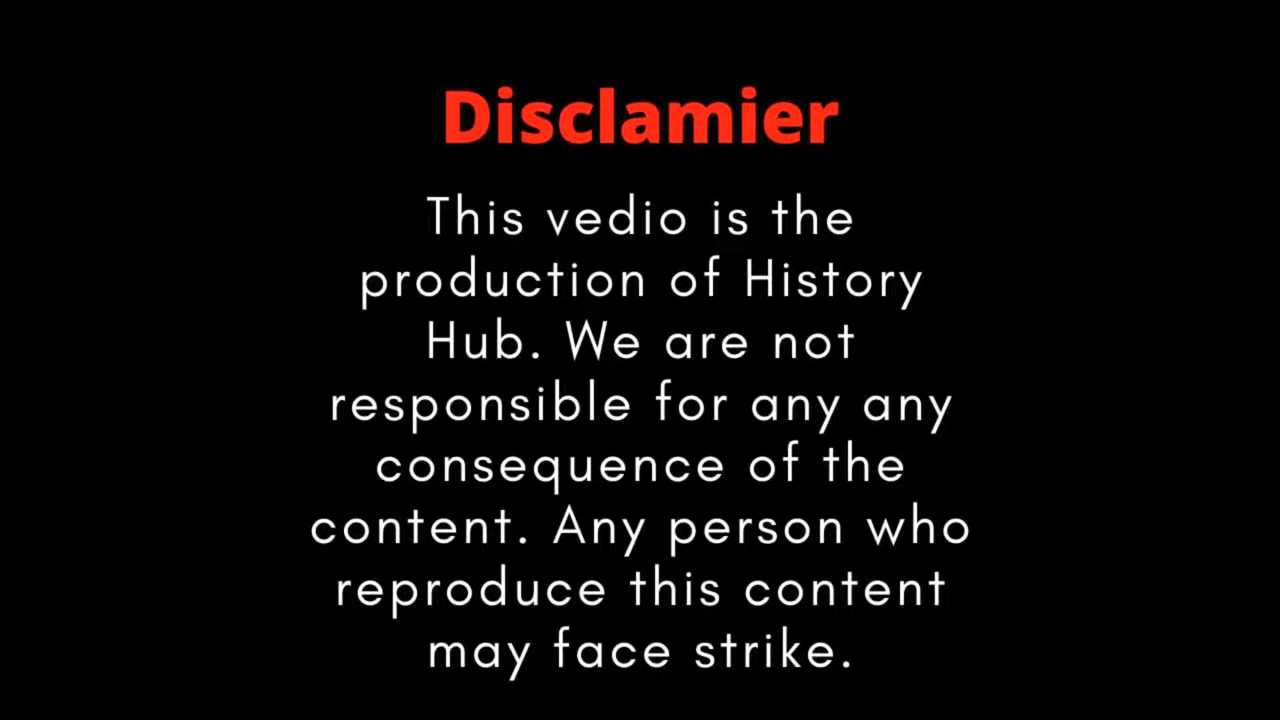 Disclamier
This vedio is the
production of History
Hub. We are not
responsible for any any
consequence of the
content. Any person who
reproduce this content
may face strike.